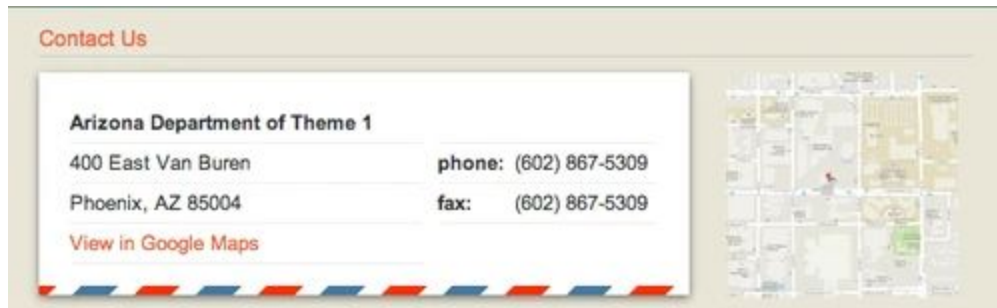 Contact Us
Arizona Department of Theme 1
400 East Van Buren
phone: (602) 867-5309
Phoenix, AZ 85004
fax: (602) 867-5309
View in Google Maps